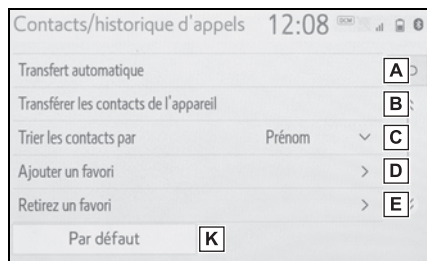 Contacts/historique d'appels 12:08 DCM
Transfert automatique A
Transférer les contacts de l'appareil B
Trier les contacts par Prénom C
Ajouter un favori D
Retirez un favori E
Par défaut K